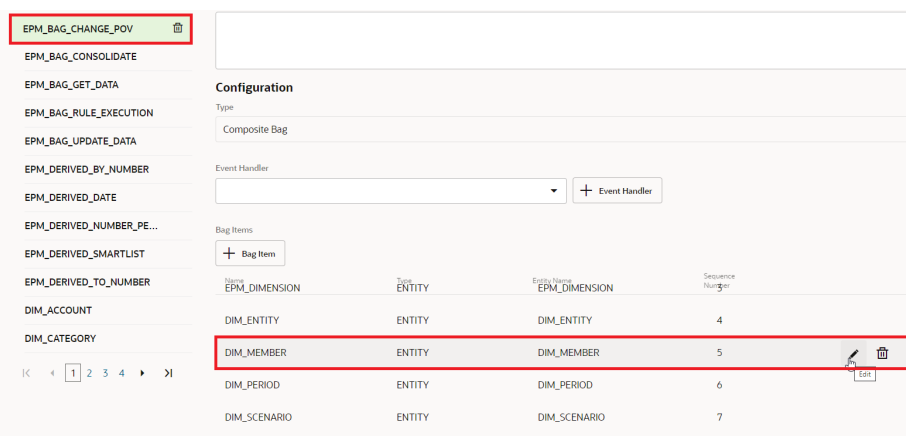 EPM_BAG_CHANGE_POV
EPM_BAG_CONSOLIDATE
EPM_BAG_GET_DATA
EPM_BAG_RULE_EXECUTION
EPM_BAG_UPDATE_DATA
EPM_DERIVED_BY_NUMBER
EPM_DERIVED_DATE
EPM_DERIVED_NUMBER_PE...
EPM_DERIVED_SMARTLIST
EPM_DERIVED_TO_NUMBER
DIM_ACCOUNT
DIM_CATEGORY
1 2 3 4
Configuration
Type
Composite Bag
Event Handler
+ Event Handler
Bag Items
+ Bag Item
Name Type Entity Name Sequence Number
EPM_DIMENSION ENTITY EPM_DIMENSION 3
DIM_ENTITY ENTITY DIM_ENTITY 4
DIM_MEMBER ENTITY DIM_MEMBER 5
Edit
DIM_PERIOD ENTITY DIM_PERIOD 6
DIM_SCENARIO ENTITY DIM_SCENARIO 7